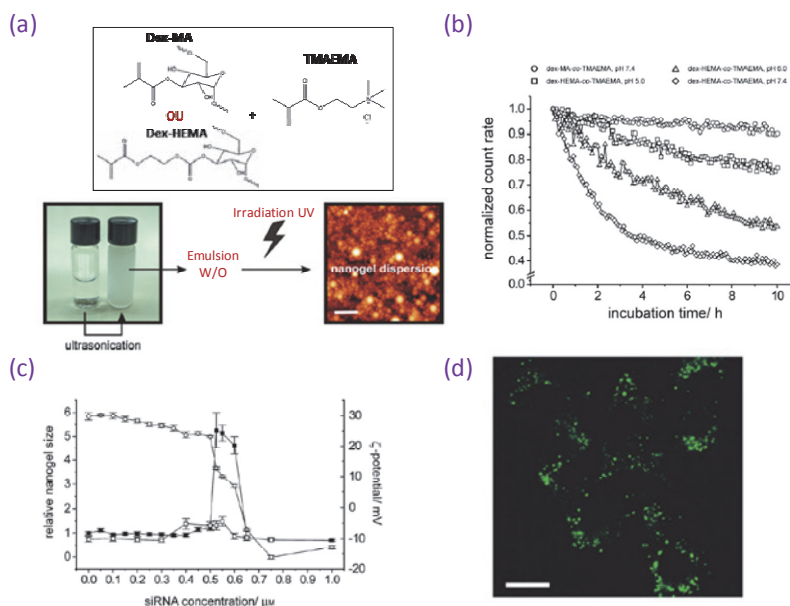 (a)
Dex-MA
TMAEMA
OU
+
Dex-HEMA
Irradiation UV
Emulsion
W/O
nanogel dispersion
ultrasonication
(b)
dex-MA-co-TMAEMA, pH 7.4
dex-HEMA-co-TMAEMA, pH 6.0
dex-HEMA-co-TMAEMA, pH 5.0
dex-HEMA-co-TMAEMA, pH 7.4
1.0
0.9
0.8
0.7
0.6
0.5
0.4
0.0
normalized count rate
0 2 4 6 8 10
incubation time/ h
(c)
6
5
4
3
2
1
0
relative nanogel size
30
20
10
0
-10
-20
ζ-potential/ mV
0.0 0.1 0.2 0.3 0.4 0.5 0.6 0.7 0.8 0.9 1.0
siRNA concentration/ μM
(d)